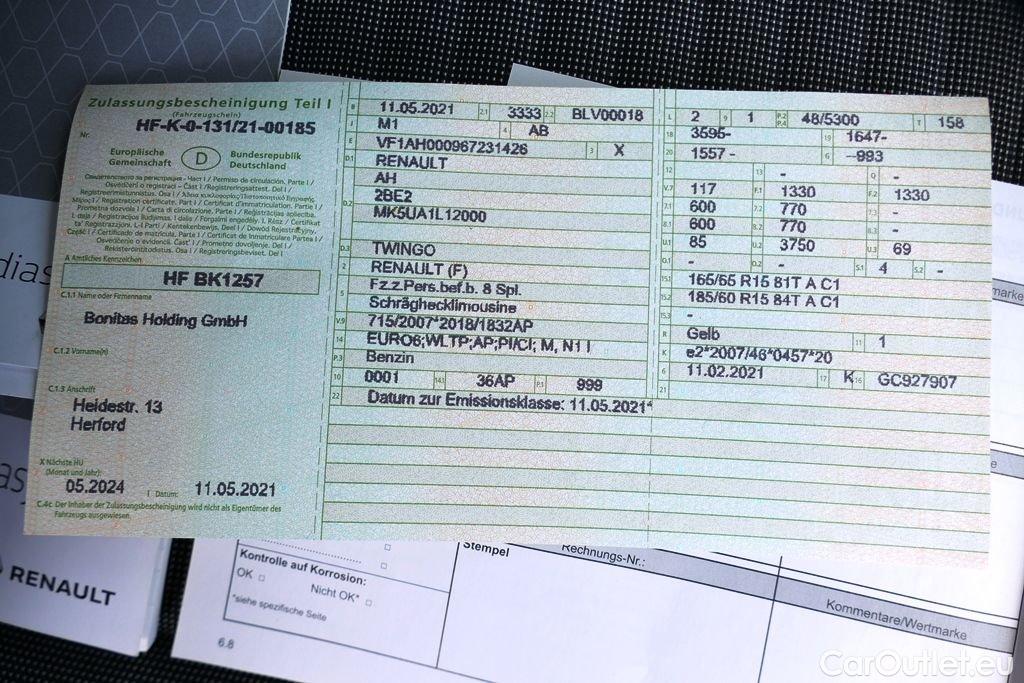 Zulassungsbescheinigung Teil I
(Fahrzeugschein)
Nr. HF-K-0-131/21-00185
Europäische Gemeinschaft D Bundesrepublik Deutschland
A Amtliches Kennzeichen
HF BK1257
C.1.1 Name oder Firmenname
Bonitas Holding GmbH
C.1.2 Vorname(n)
C.1.3 Anschrift
Heidestr. 13
Herford
X Nächste HU
(Monat und Jahr):
05.2024 I Datum: 11.05.2021
C.4c Der Inhaber der Zulassungsbescheinigung wird nicht als Eigentümer des
Fahrzeugs ausgewiesen.
B 11.05.2021 2.1 3333 2.2 BLV00018
J M1 4 AB
E VF1AH000967231426 3 X
D.1 RENAULT
AH
D.2 2BE2
MK5UA1L12000
D.3 TWINGO
2 RENAULT (F)
5 Fz.z.Pers.bef.b. 8 Spl.
Schräghecklimousine
V.9 715/2007*2018/1832AP
14 EURO6;WLTP;AP;PI/CI; M, N1 I
P.3 Benzin
10 0001 14.1 36AP P.1 999
22 Datum zur Emissionsklasse: 11.05.2021*
L 2 9 1 P.2 P.4 48/5300 T 158
18 3595- 19 1647-
20 1557 - G --993
12 - 13 - Q -
V.7 117 F.1 1330 F.2 1330
7.1 600 7.2 770 7.3 -
8.1 600 8.2 770 8.3 -
U.1 85 U.2 3750 U.3 69
O.1 - O.2 - S.1 4 S.2 -
15.1 165/65 R15 81T A C1
15.2 185/60 R15 84T A C1
15.3 -
R Gelb 11 1
K e2*2007/46*0457*20
6 11.02.2021 17 K 16 GC927907
21
RENAULT
Kontrolle auf Korrosion:
OK
Nicht OK*
*siehe spezifische Seite
6.8
Stempel
Rechnungs-Nr.:
Kommentare/Wertmarke
CarOutlet.eu